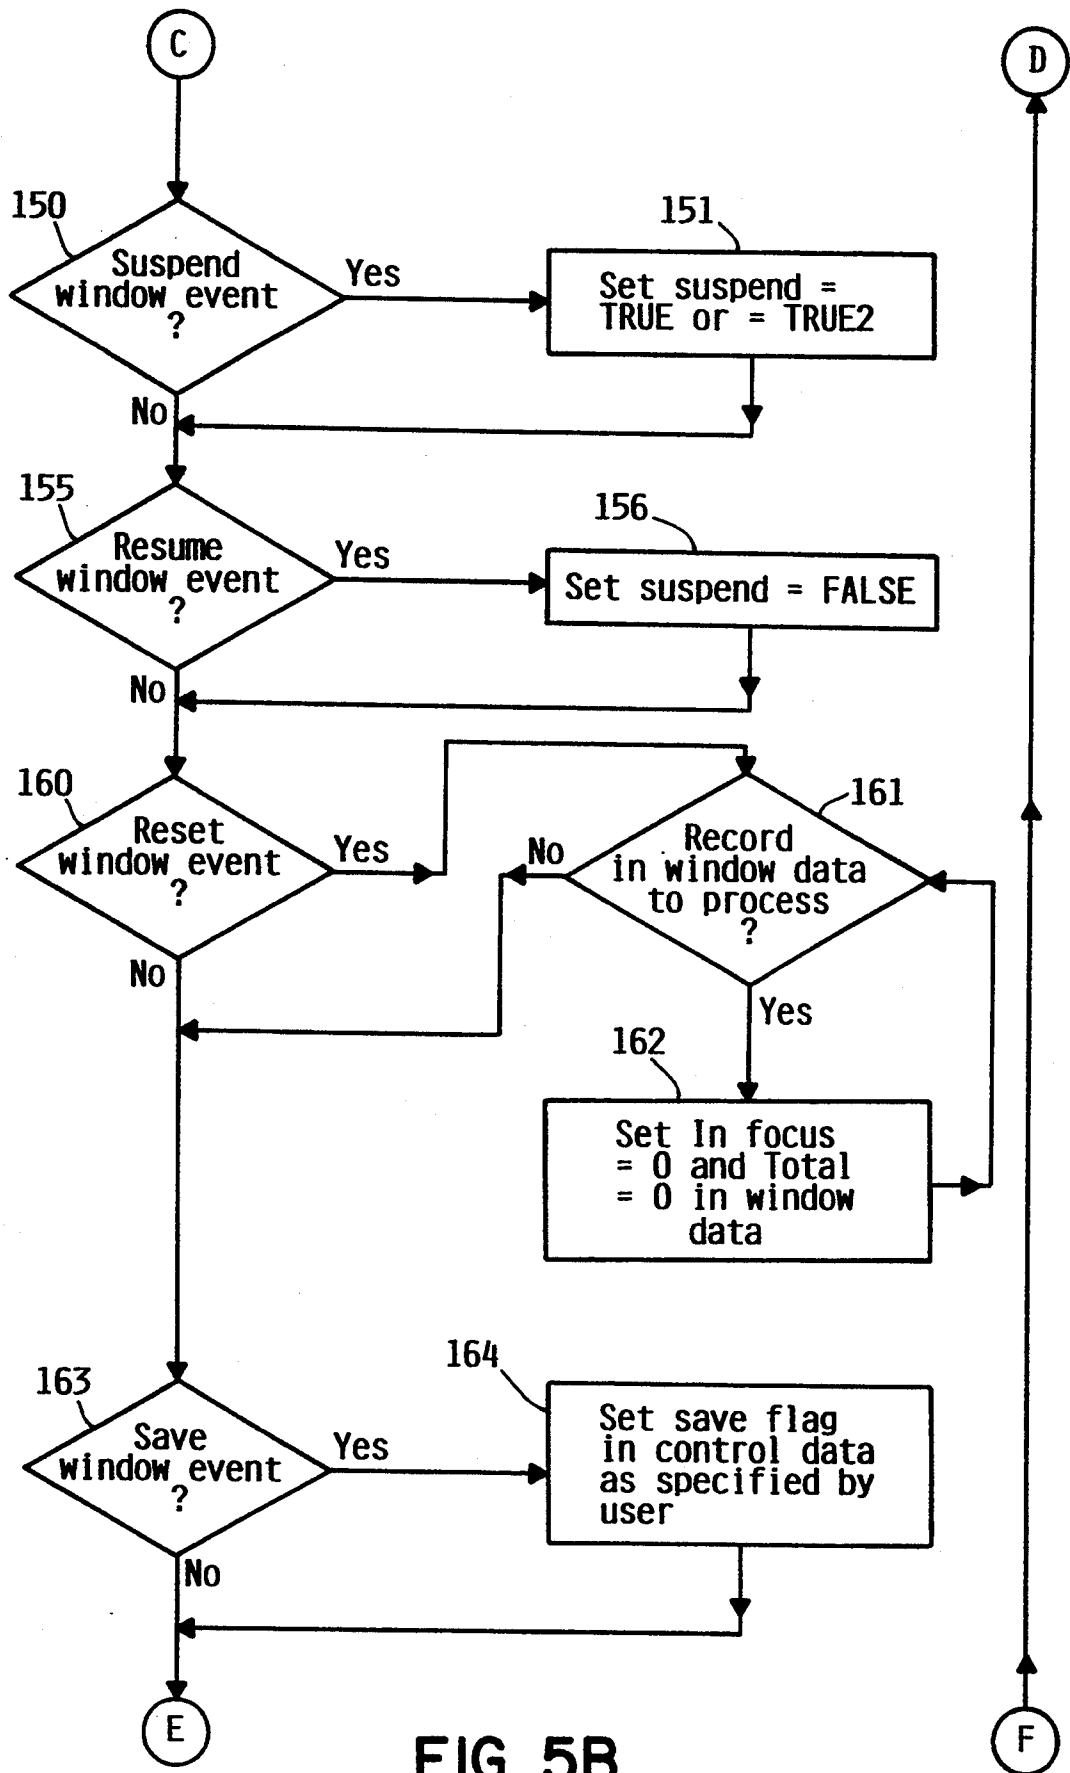 C
D
150
Suspend
window event
?
Yes
No
151
Set suspend =
TRUE or = TRUE2
155
Resume
window event
?
Yes
No
156
Set suspend = FALSE
160
Reset
window event
?
Yes
No
161
Record
in window data
to process
?
No
Yes
162
Set In focus
= 0 and Total
= 0 in window
data
163
Save
window event
?
Yes
No
164
Set save flag
in control data
as specified by
user
E
F
FIG. 5B